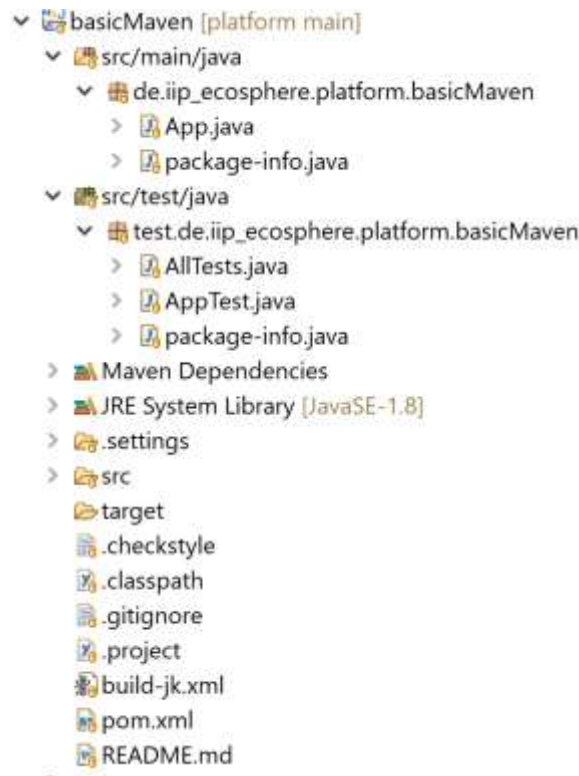 basicMaven [platform main]
src/main/java
de.iip_ecosphere.platform.basicMaven
App.java
package-info.java
src/test/java
test.de.iip_ecosphere.platform.basicMaven
AllTests.java
AppTest.java
package-info.java
Maven Dependencies
JRE System Library [JavaSE-1.8]
.settings
src
target
.checkstyle
.classpath
.gitignore
.project
build-jk.xml
pom.xml
README.md